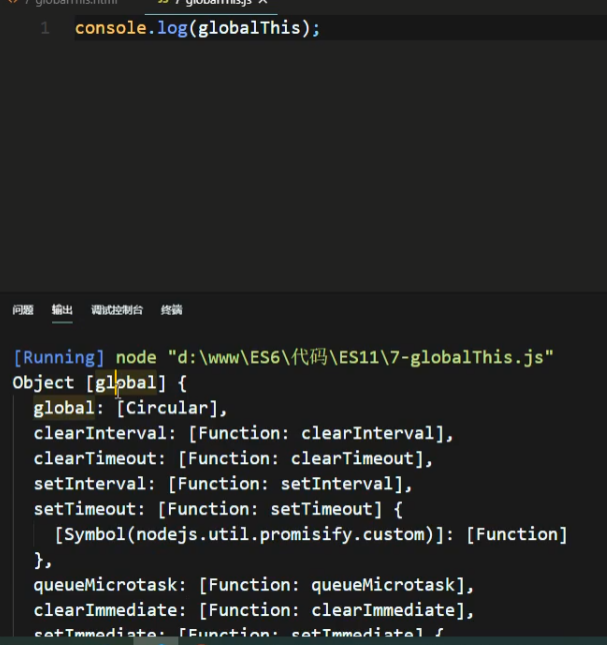 7-globalThis.html JS 7-globalThis.js ×
1 console.log(globalThis);
问题 输出 调试控制台 终端
[Running] node "d:\www\ES6\代码\ES11\7-globalThis.js"
Object [global] {
global: [Circular],
clearInterval: [Function: clearInterval],
clearTimeout: [Function: clearTimeout],
setInterval: [Function: setInterval],
setTimeout: [Function: setTimeout] {
[Symbol(nodejs.util.promisify.custom)]: [Function]
},
queueMicrotask: [Function: queueMicrotask],
clearImmediate: [Function: clearImmediate],
setImmediate: [Function: setImmediate] {